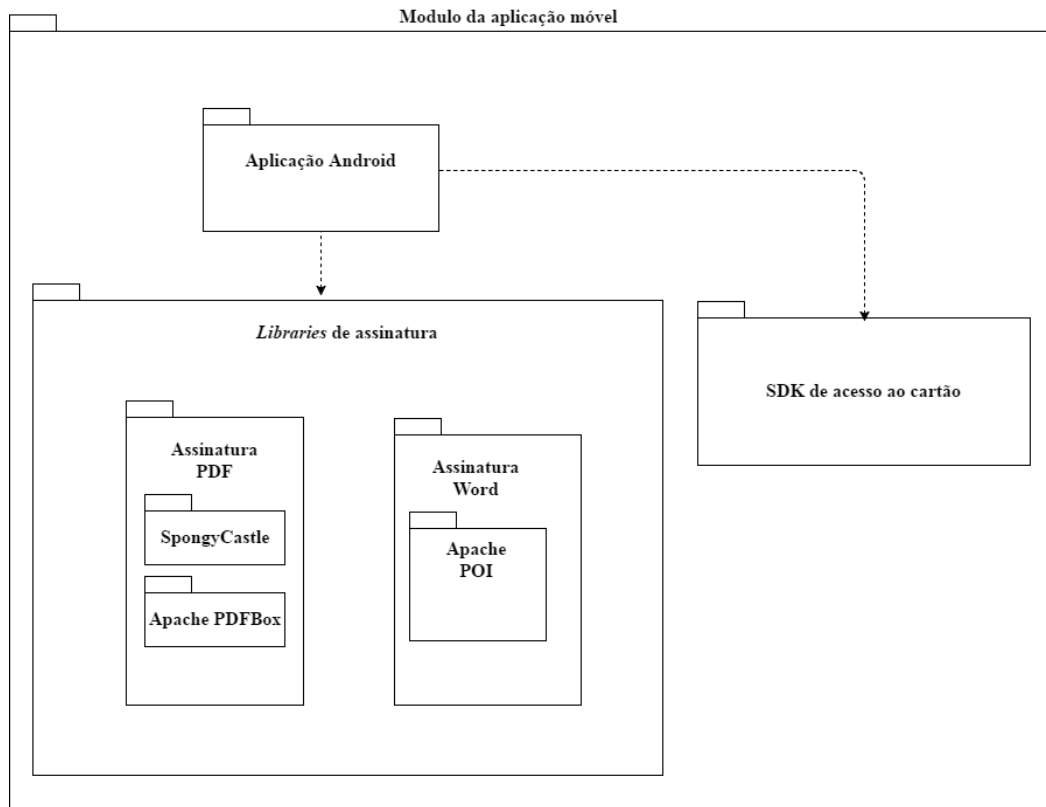 Modulo da aplicação móvel
Aplicação Android
Libraries de assinatura
SDK de acesso ao cartão
Assinatura
PDF
SpongyCastle
Apache PDFBox
Assinatura
Word
Apache
POI